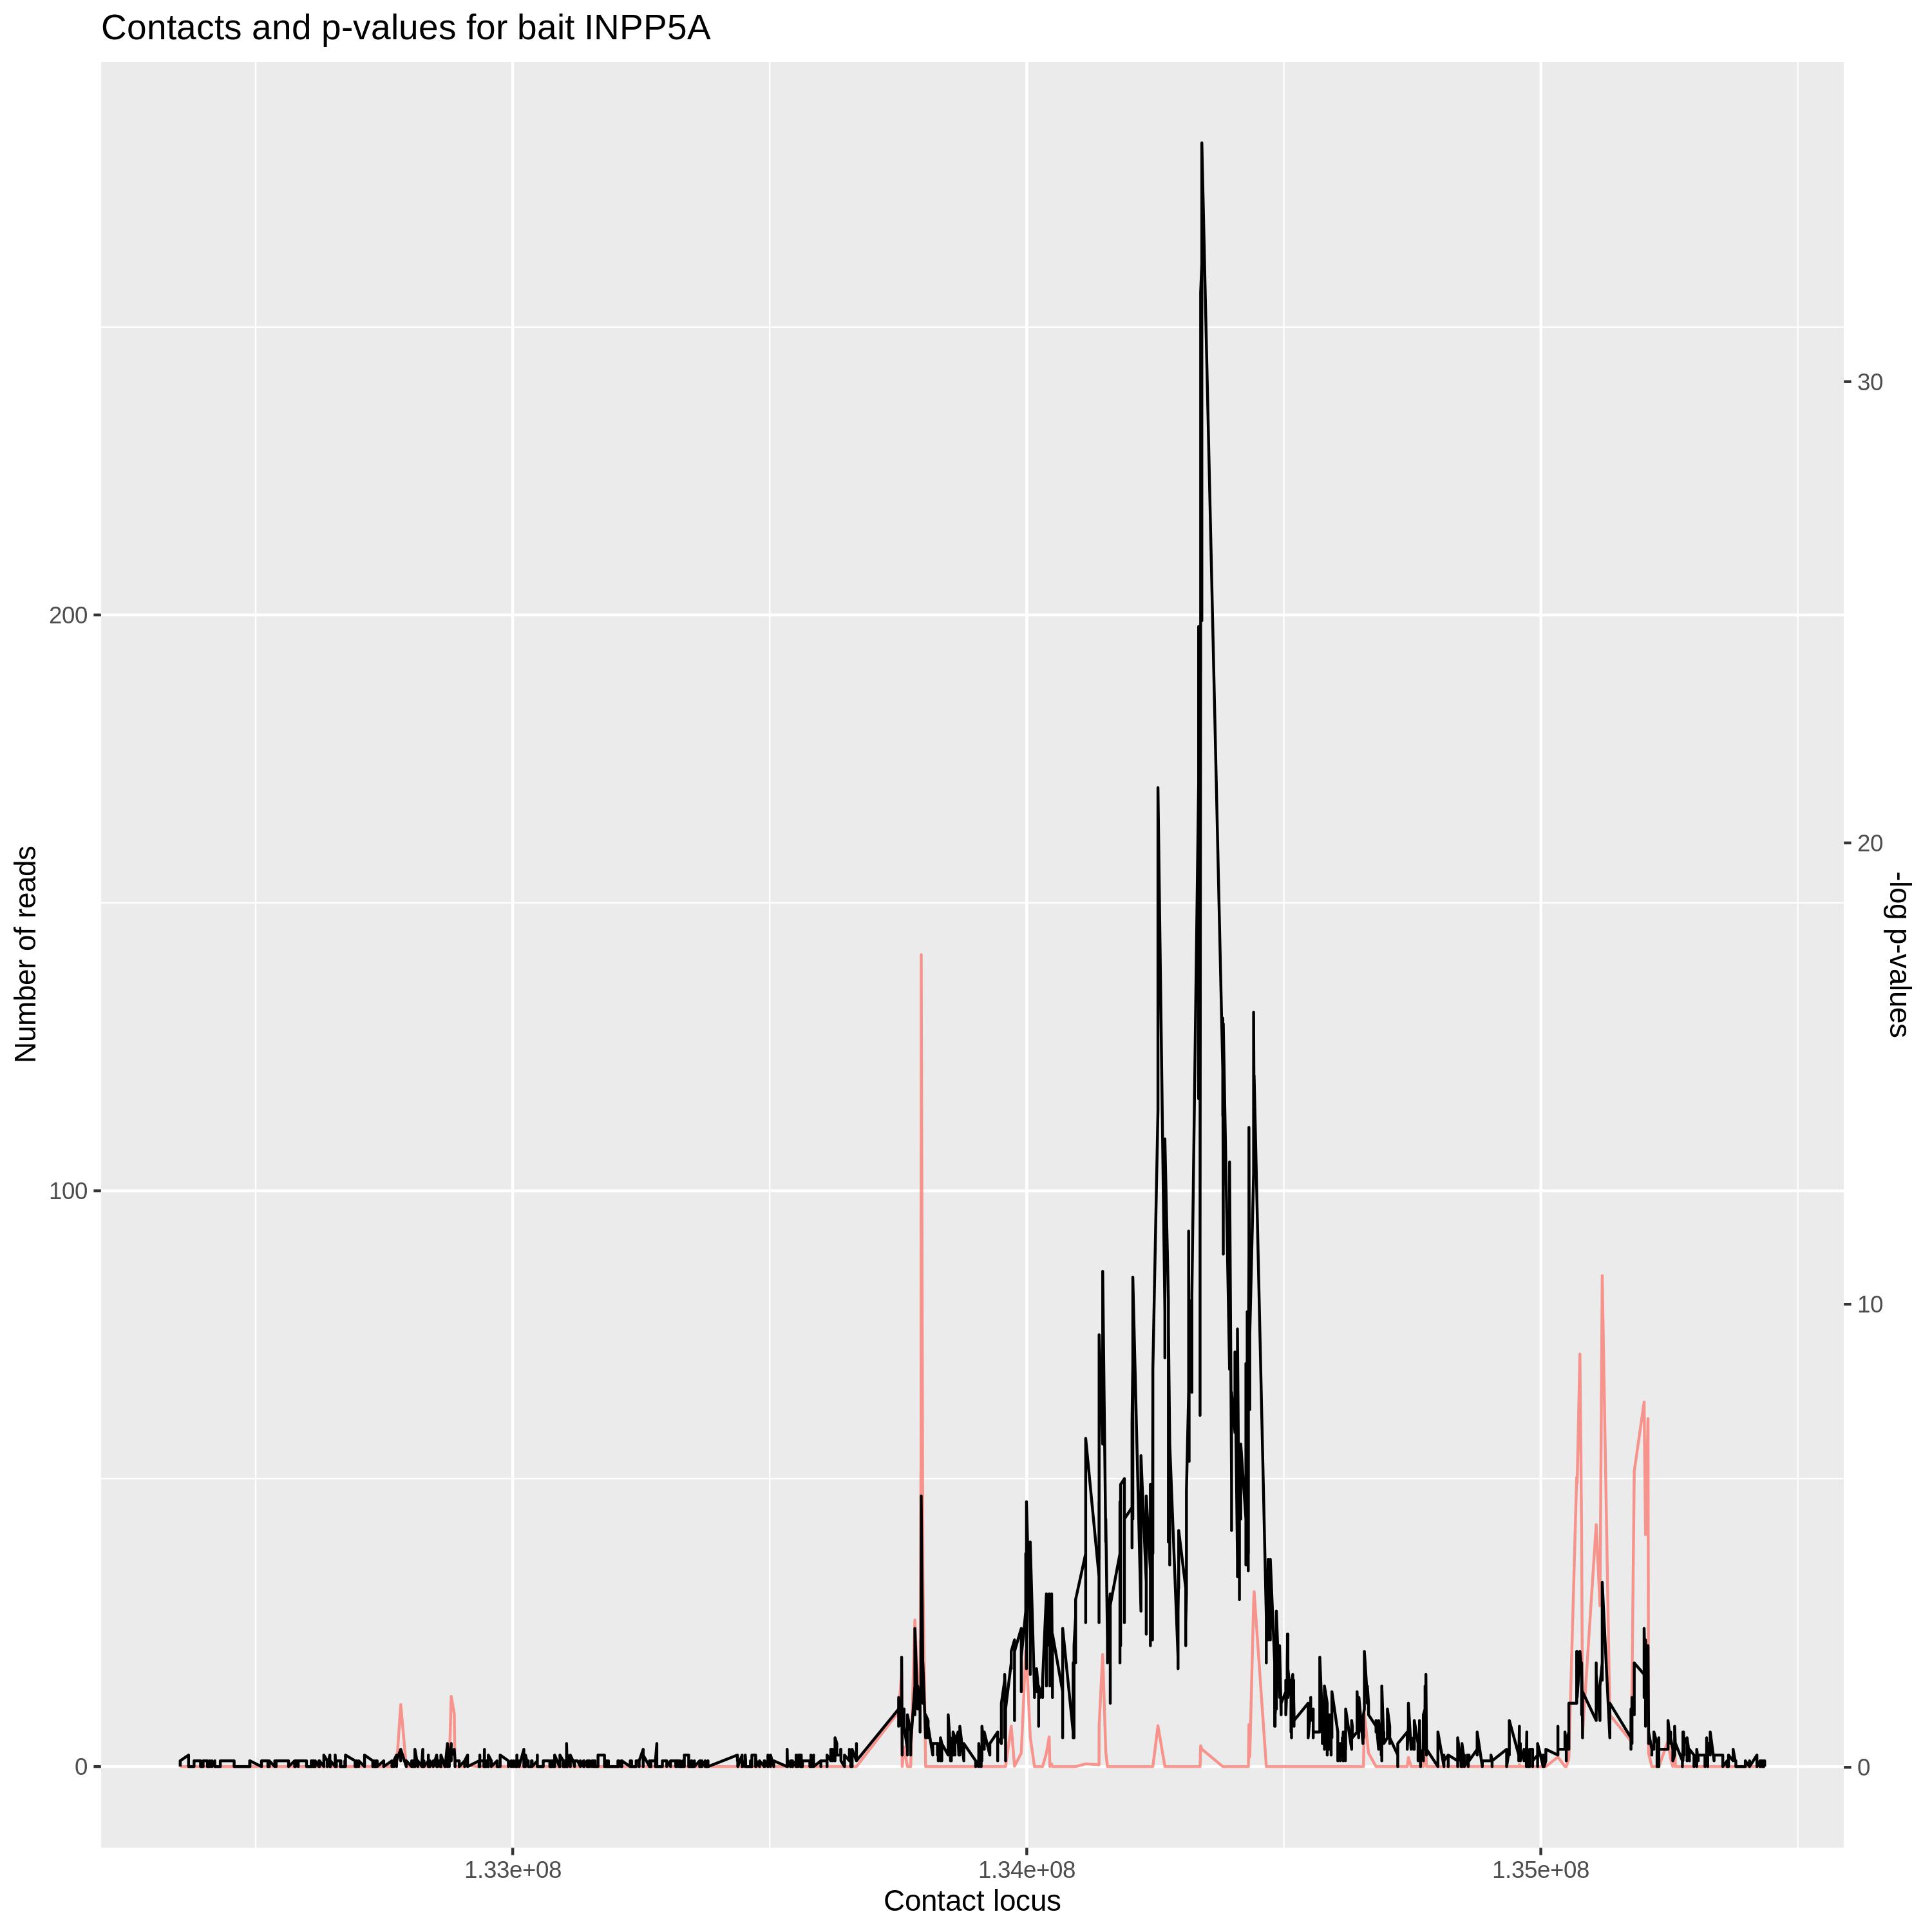 Contacts and p-values for bait INPP5A
Number of reads
200
100
0
30
20
10
0
-log p-values
1.33e+08
1.34e+08
1.35e+08
Contact locus